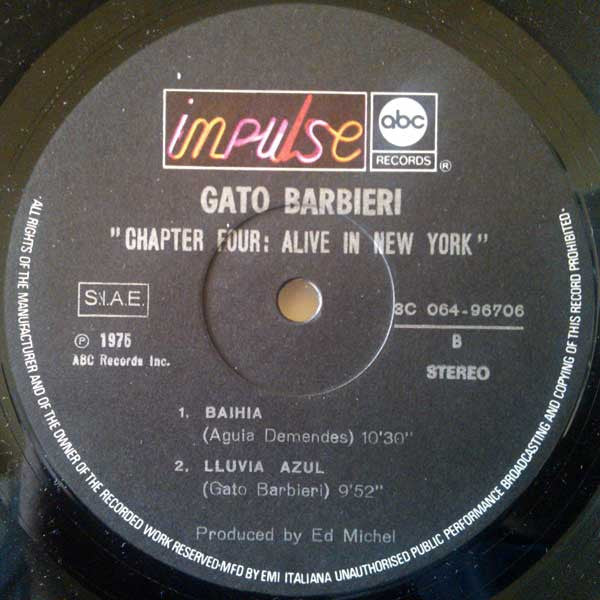 impulse
abc
RECORDS ®
GATO BARBIERI
"CHAPTER FOUR: ALIVE IN NEW YORK"
S.I.A.E.
3C 064-96706
Ⓟ 1975
B
ABC Records Inc.
STEREO
1. BAIHIA
(Aguia Demendes) 10'30"
2. LLUVIA AZUL
(Gato Barbieri) 9'52"
Produced by Ed Michel
·ALL RIGHTS OF THE MANUFACTURER AND OF THE OWNER OF THE RECORDED WORK RESERVED-MFD BY EMI ITALIANA UNAUTHORISED PUBLIC PERFORMANCE BROADCASTING AND COPYING OF THIS RECORD PROHIBITED·